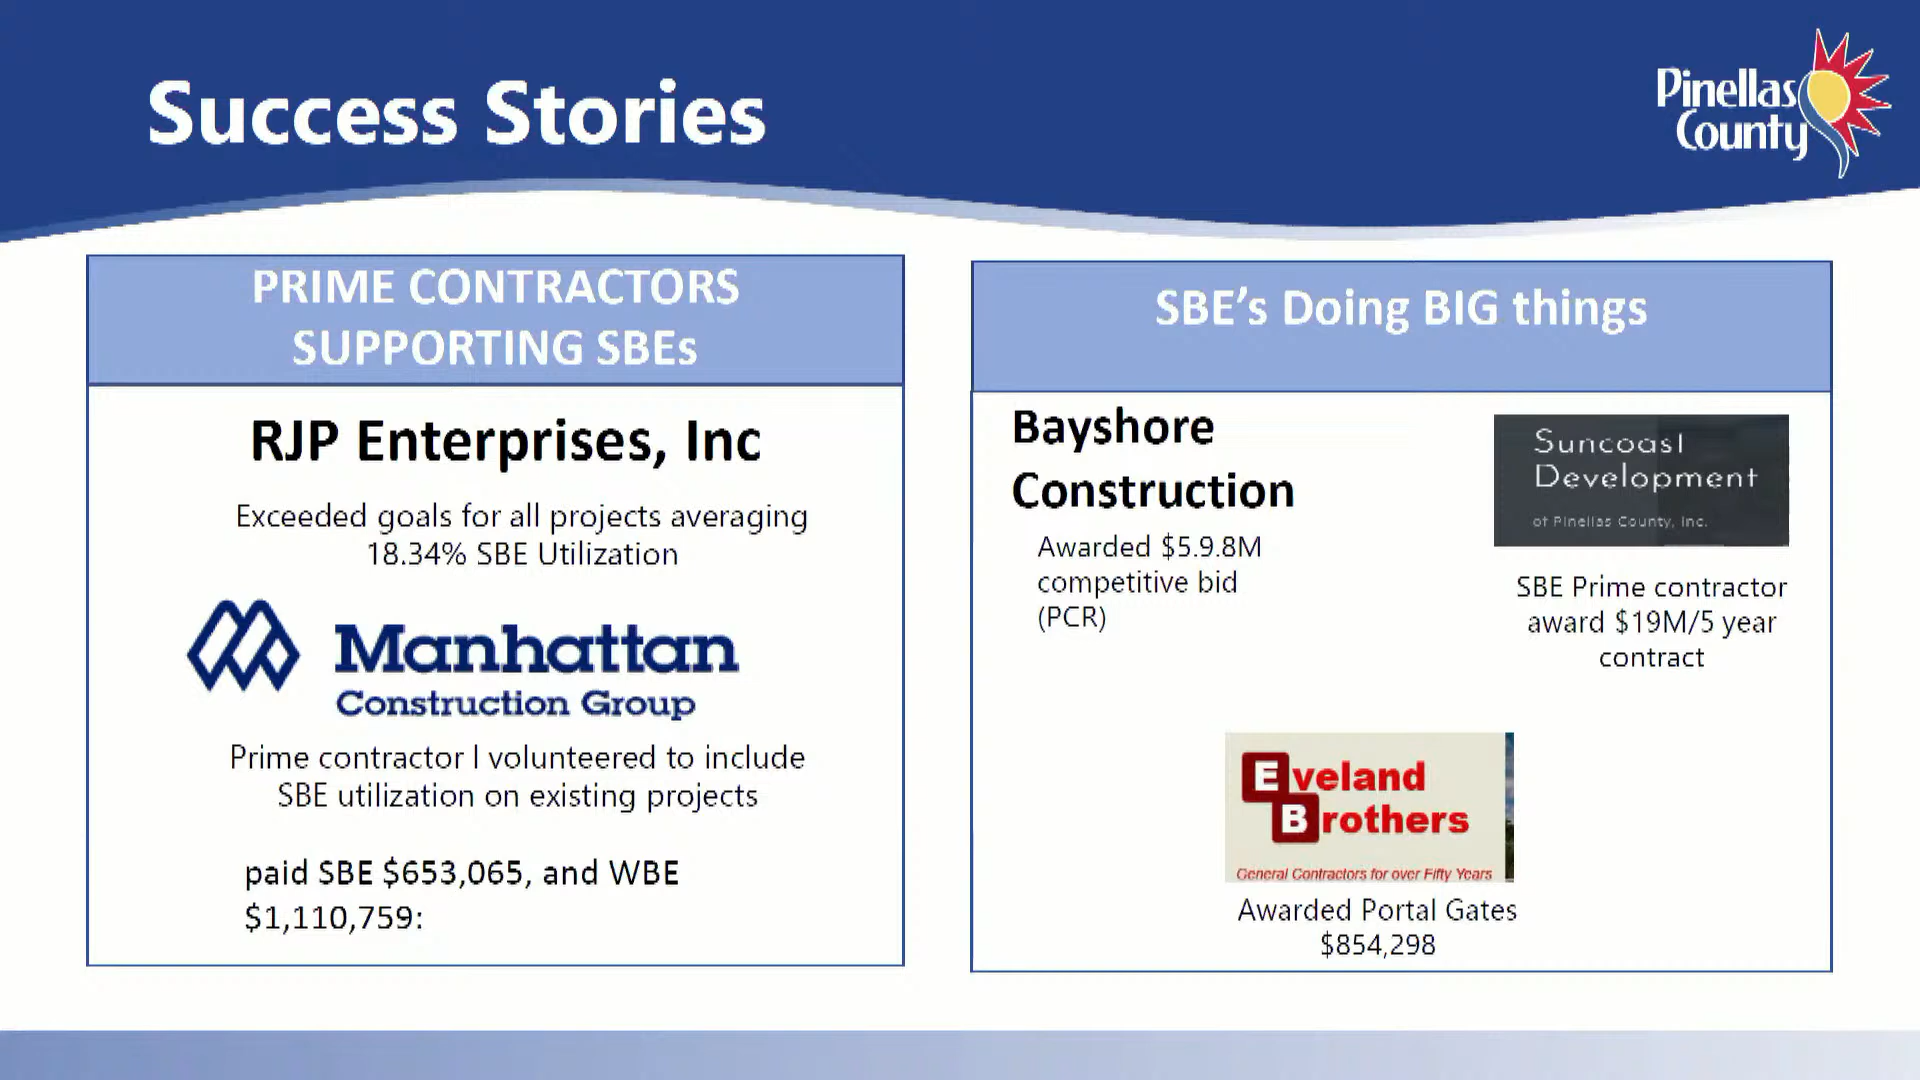 Success Stories
Pinellas
County
PRIME CONTRACTORS
SUPPORTING SBEs
RJP Enterprises, Inc
Exceeded goals for all projects averaging
18.34% SBE Utilization
Manhattan
Construction Group
Prime contractor I volunteered to include
SBE utilization on existing projects
paid SBE $653,065, and WBE
$1,110,759:
SBE’s Doing BIG things
Bayshore
Construction
Awarded $5.9.8M
competitive bid
(PCR)
Suncoast
Development
of Pinellas County, Inc.
SBE Prime contractor
award $19M/5 year
contract
Eveland
Brothers
General Contractors for over Fifty Years
Awarded Portal Gates
$854,298